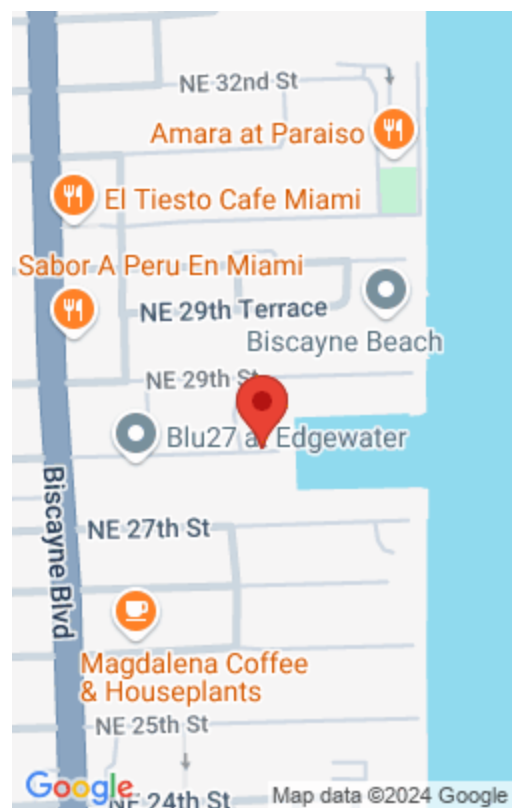 NE 32nd St
Amara at Paraiso
El Tiesto Cafe Miami
Sabor A Peru En Miami
NE 29th Terrace
Biscayne Beach
NE 29th St
Blu27 at Edgewater
Biscayne Blvd
NE 27th St
Magdalena Coffee
& Houseplants
NE 25th St
NE 24th St
Google
Map data ©2024 Google